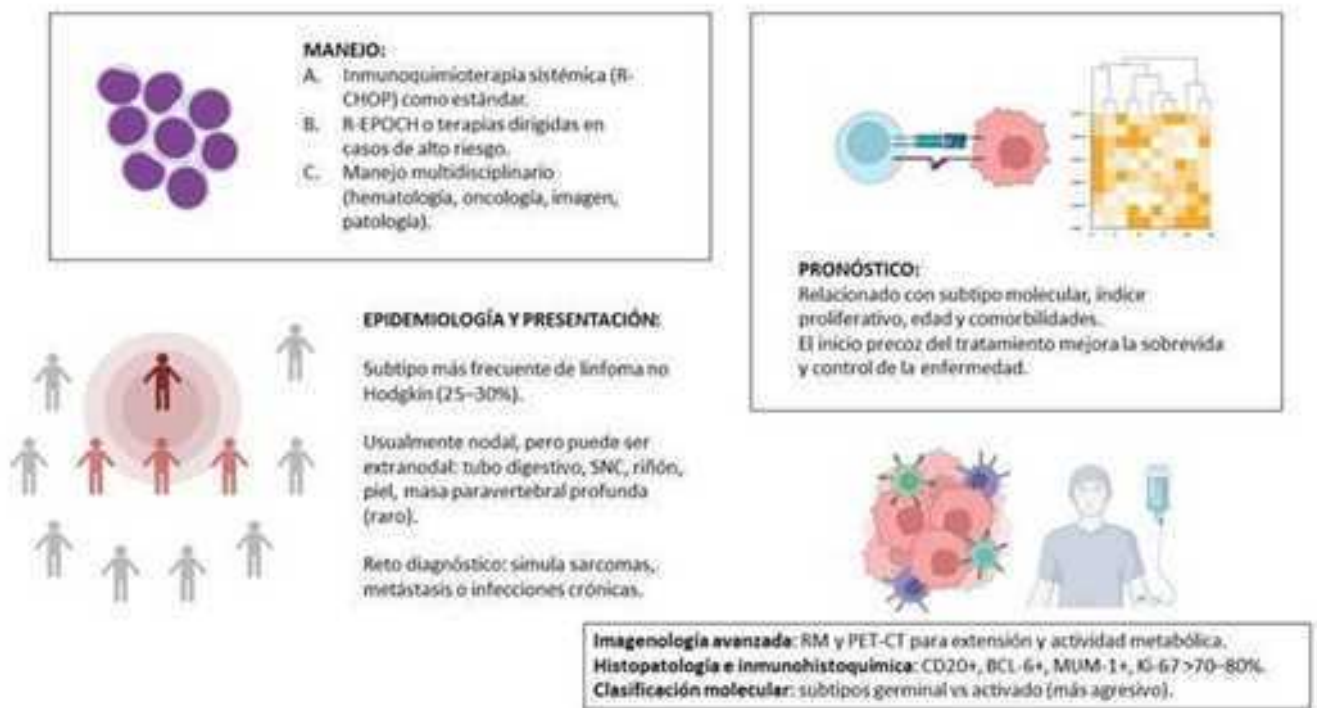 MANEJO:
A. Inmunoquimioterapia sistémica (R-
CHOP) como estándar.
B. R-EPOCH o terapias dirigidas en
casos de alto riesgo.
C. Manejo multidisciplinario
(hematología, oncología, imagen,
patología).
PRONÓSTICO:
Relacionado con subtipo molecular, índice
proliferativo, edad y comorbilidades.
El inicio precoz del tratamiento mejora la sobrevida
y control de la enfermedad.
EPIDEMIOLOGÍA Y PRESENTACIÓN:
Subtipo más frecuente de linfoma no
Hodgkin (25–30%).
Usualmente nodal, pero puede ser
extranodal: tubo digestivo, SNC, riñón,
piel, masa paravertebral profunda
(raro).
Reto diagnóstico: simula sarcomas,
metástasis o infecciones crónicas.
Imagenología avanzada: RM y PET-CT para extensión y actividad metabólica.
Histopatología e inmunohistoquímica: CD20+, BCL-6+, MUM-1+, Ki-67 >70–80%.
Clasificación molecular: subtipos germinal vs activado (más agresivo).